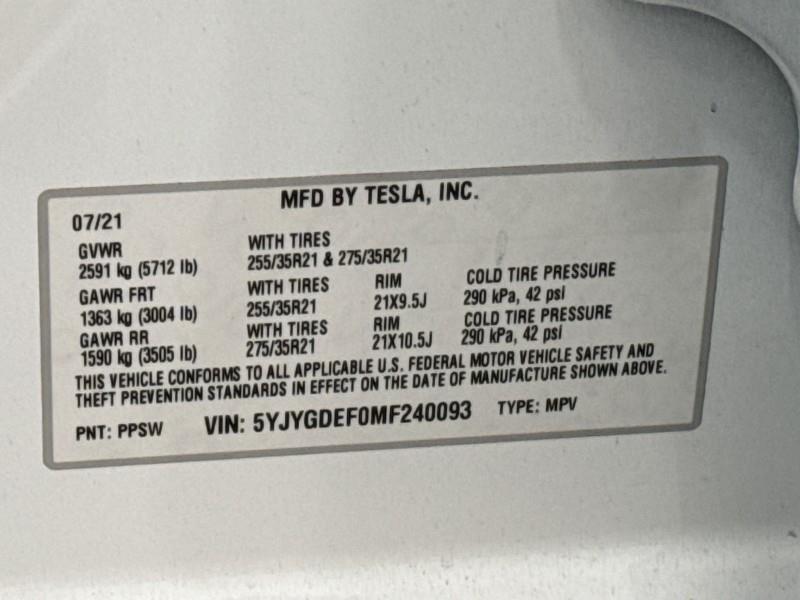 MFD BY TESLA, INC.
07/21
GVWR WITH TIRES
2591 kg (5712 lb) 255/35R21 & 275/35R21
GAWR FRT WITH TIRES RIM COLD TIRE PRESSURE
1363 kg (3004 lb) 255/35R21 21X9.5J 290 kPa, 42 psi
GAWR RR WITH TIRES RIM COLD TIRE PRESSURE
1590 kg (3505 lb) 275/35R21 21X10.5J 290 kPa, 42 psi
THIS VEHICLE CONFORMS TO ALL APPLICABLE U.S. FEDERAL MOTOR VEHICLE SAFETY AND
THEFT PREVENTION STANDARDS IN EFFECT ON THE DATE OF MANUFACTURE SHOWN ABOVE.
PNT: PPSW VIN: 5YJYGDEF0MF240093 TYPE: MPV